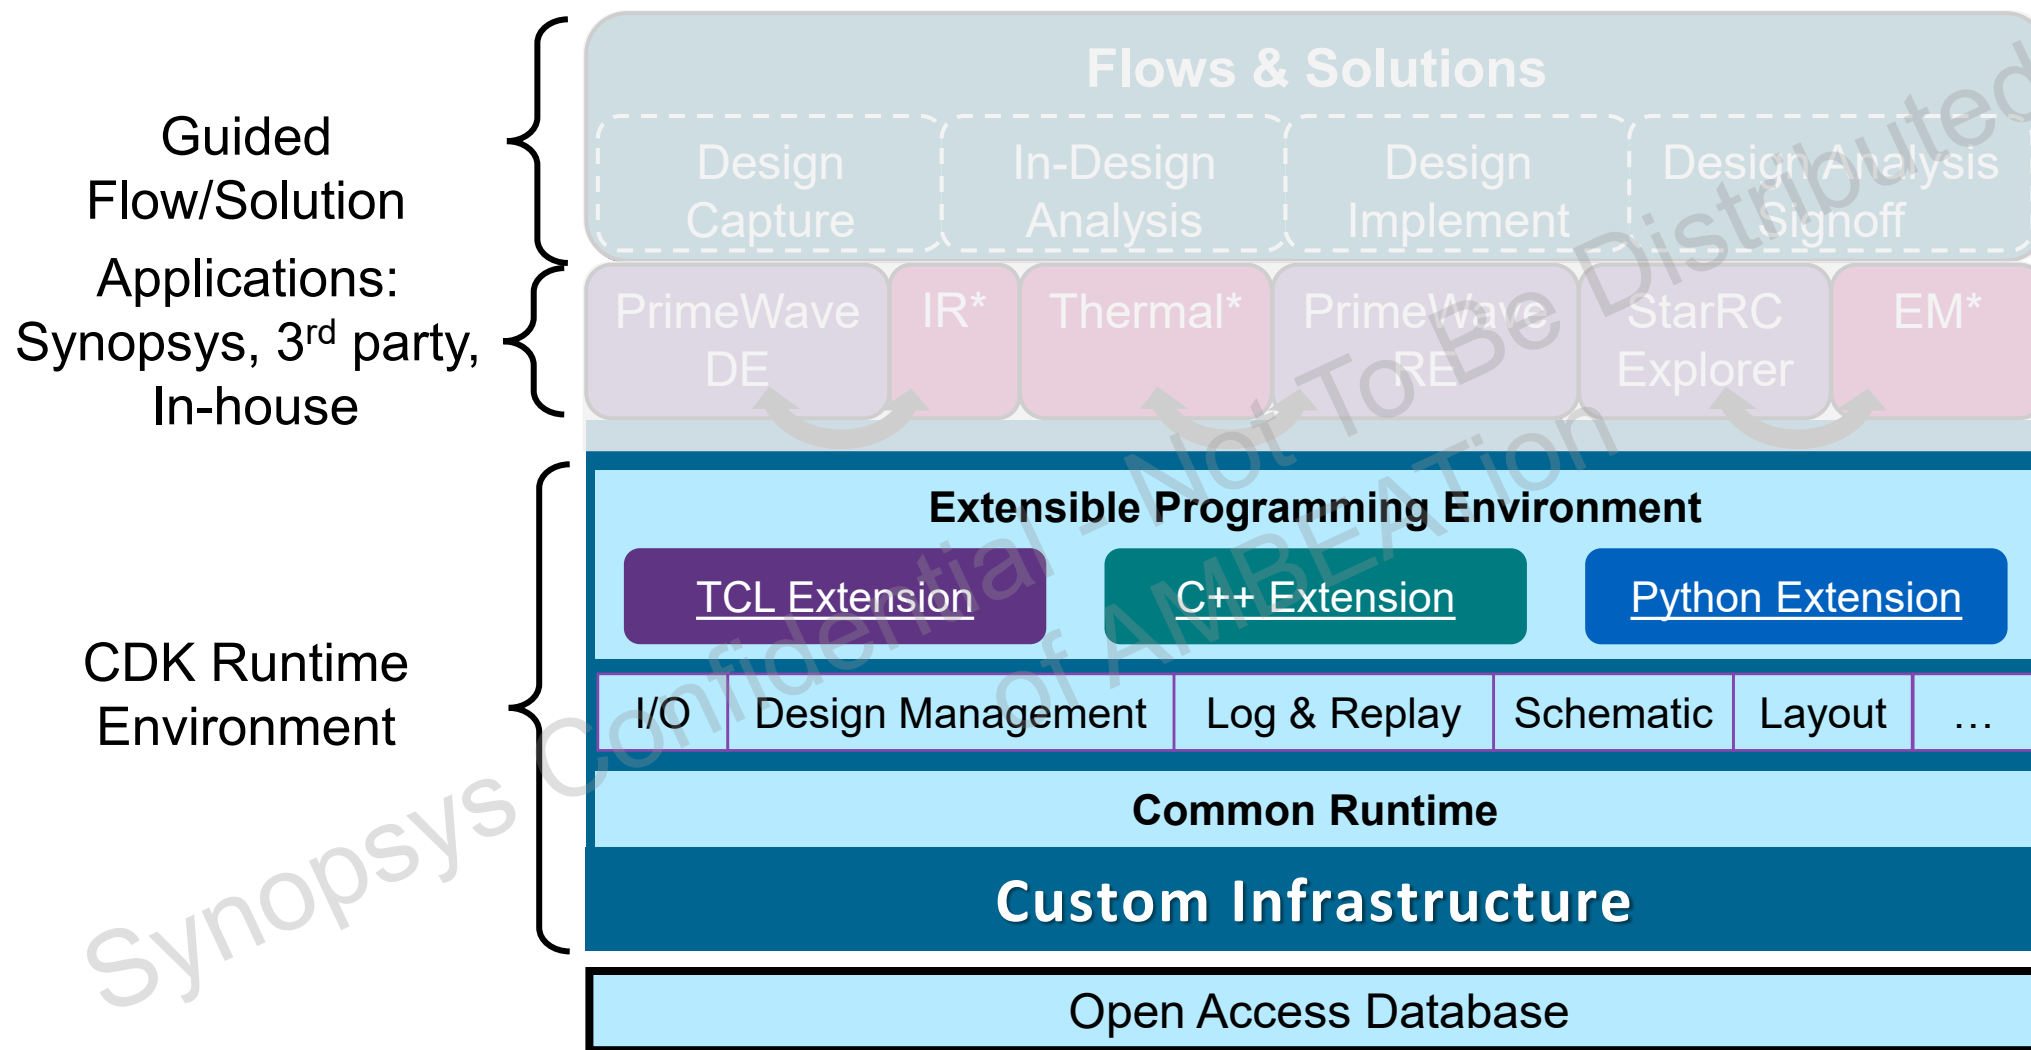 Flows & Solutions
Guided
Flow/Solution
Design
Capture
In-Design
Analysis
Design
Implement
Design Analysis
Signoff
Applications:
Synopsys, 3rd party,
In-house
PrimeWave
DE
IR*
Thermal*
PrimeWave
RE
StarRC
Explorer
EM*
CDK Runtime
Environment
Extensible Programming Environment
TCL Extension
C++ Extension
Python Extension
I/O
Design Management
Log & Replay
Schematic
Layout
…
Common Runtime
Custom Infrastructure
Open Access Database
Synopsys Confidential - Not To Be Distributed
of AMBEATion